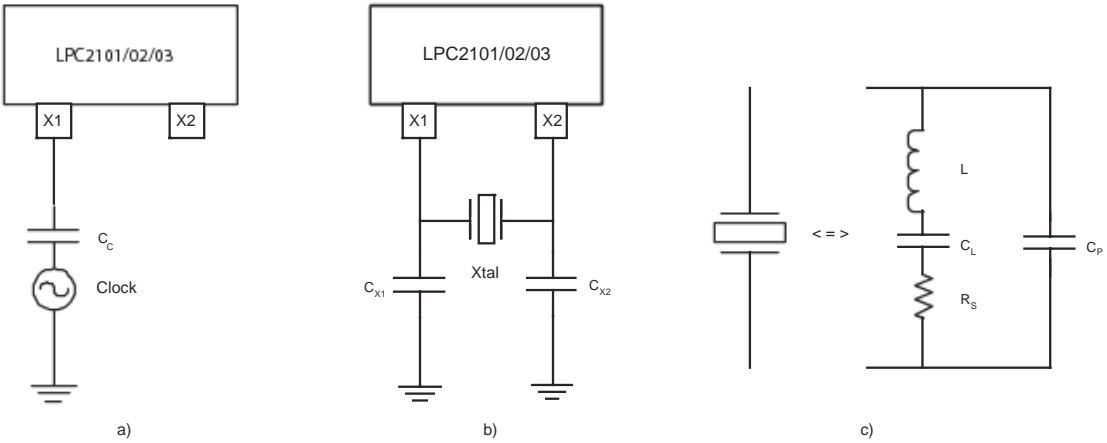 LPC2101/02/03
X1
X2
C_C
Clock
a)
LPC2101/02/03
X1
X2
Xtal
C_X1
C_X2
b)
< = >
L
C_L
C_P
R_S
c)